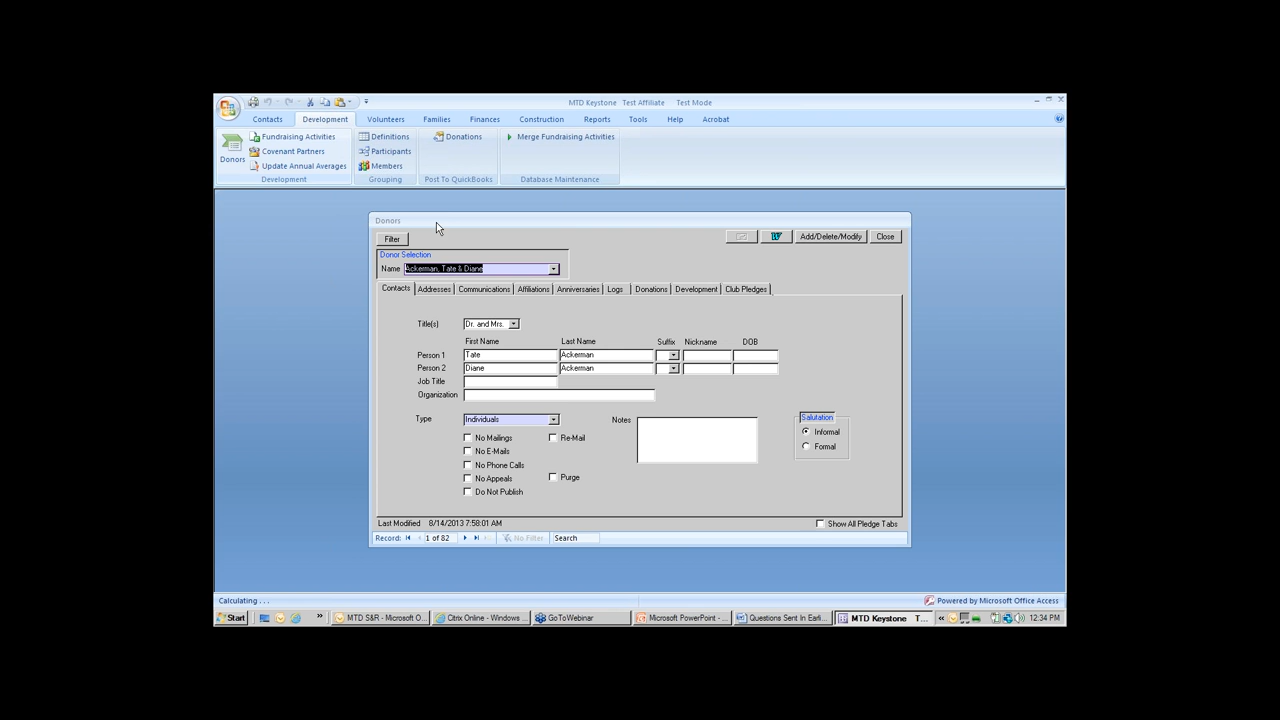 MTD Keystone Test Affiliate Test Mode
Contacts Development Volunteers Families Finances Construction Reports Tools Help Acrobat
Donors
Fundraising Activities
Covenant Partners
Update Annual Averages
Development
Definitions
Participants
Members
Grouping
Donations
Post To QuickBooks
Merge Fundraising Activities
Database Maintenance
Donors
Filter
Add/Delete/Modify Close
Donor Selection
Name Ackerman, Tate & Diane
Contacts Addresses Communications Affiliations Anniversaries Logs Donations Development Club Pledges
Title(s) Dr. and Mrs.
First Name Last Name Suffix Nickname DOB
Person 1 Tate Ackerman
Person 2 Diane Ackerman
Job Title
Organization
Type Individuals
No Mailings Re-Mail
No E-Mails
No Phone Calls
No Appeals Purge
Do Not Publish
Notes
Salutation
Informal
Formal
Last Modified 8/14/2013 7:58:01 AM Show All Pledge Tabs
Record: 1 of 82 No Filter Search
Calculating . . . Powered by Microsoft Office Access
Start MTD S&R - Microsoft O... Citrix Online - Windows ... GoToWebinar Microsoft PowerPoint - ... Questions Sent In Earli... MTD Keystone T... 12:34 PM